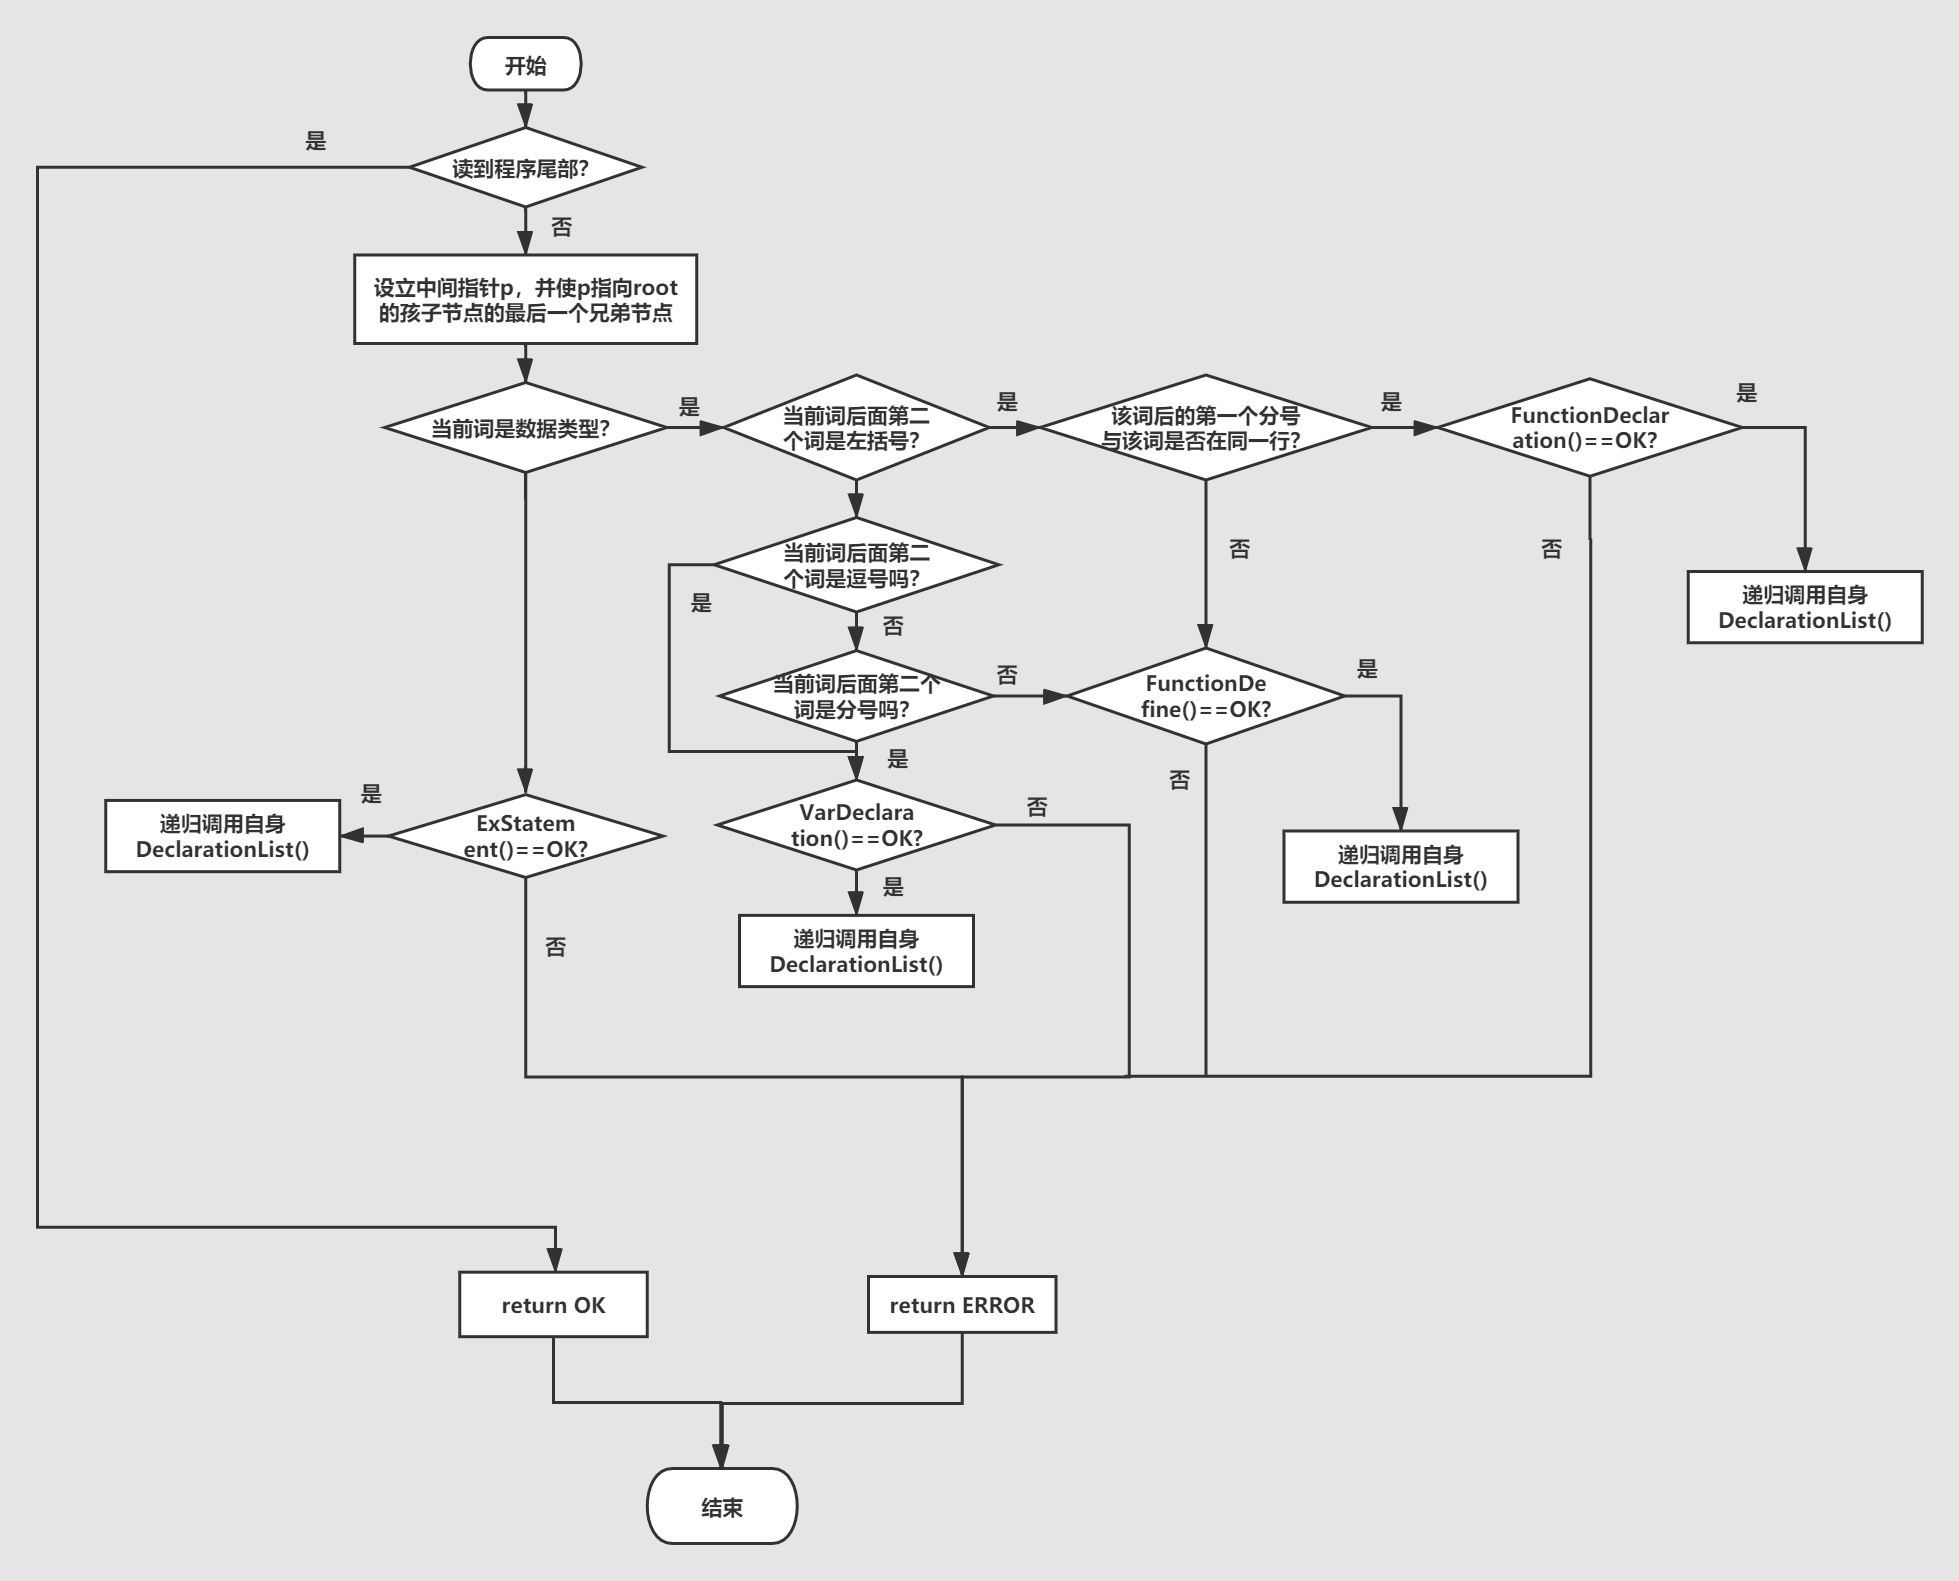 开始
是
读到程序尾部？
否
设立中间指针p，并使p指向root
的孩子节点的最后一个兄弟节点
当前词是数据类型？
是
当前词后面第二
个词是左括号？
是
该词后的第一个分号
与该词是否在同一行？
是
FunctionDeclar
ation()==OK？
是
当前词后面第二
个词是逗号吗？
是
否
否
否
递归调用自身
DeclarationList()
当前词后面第二个
词是分号吗？
否
FunctionDe
fine()==OK？
是
是
否
是
ExStatem
ent()==OK？
递归调用自身
DeclarationList()
VarDeclara
tion()==OK？
否
递归调用自身
DeclarationList()
是
否
递归调用自身
DeclarationList()
return OK
return ERROR
结束